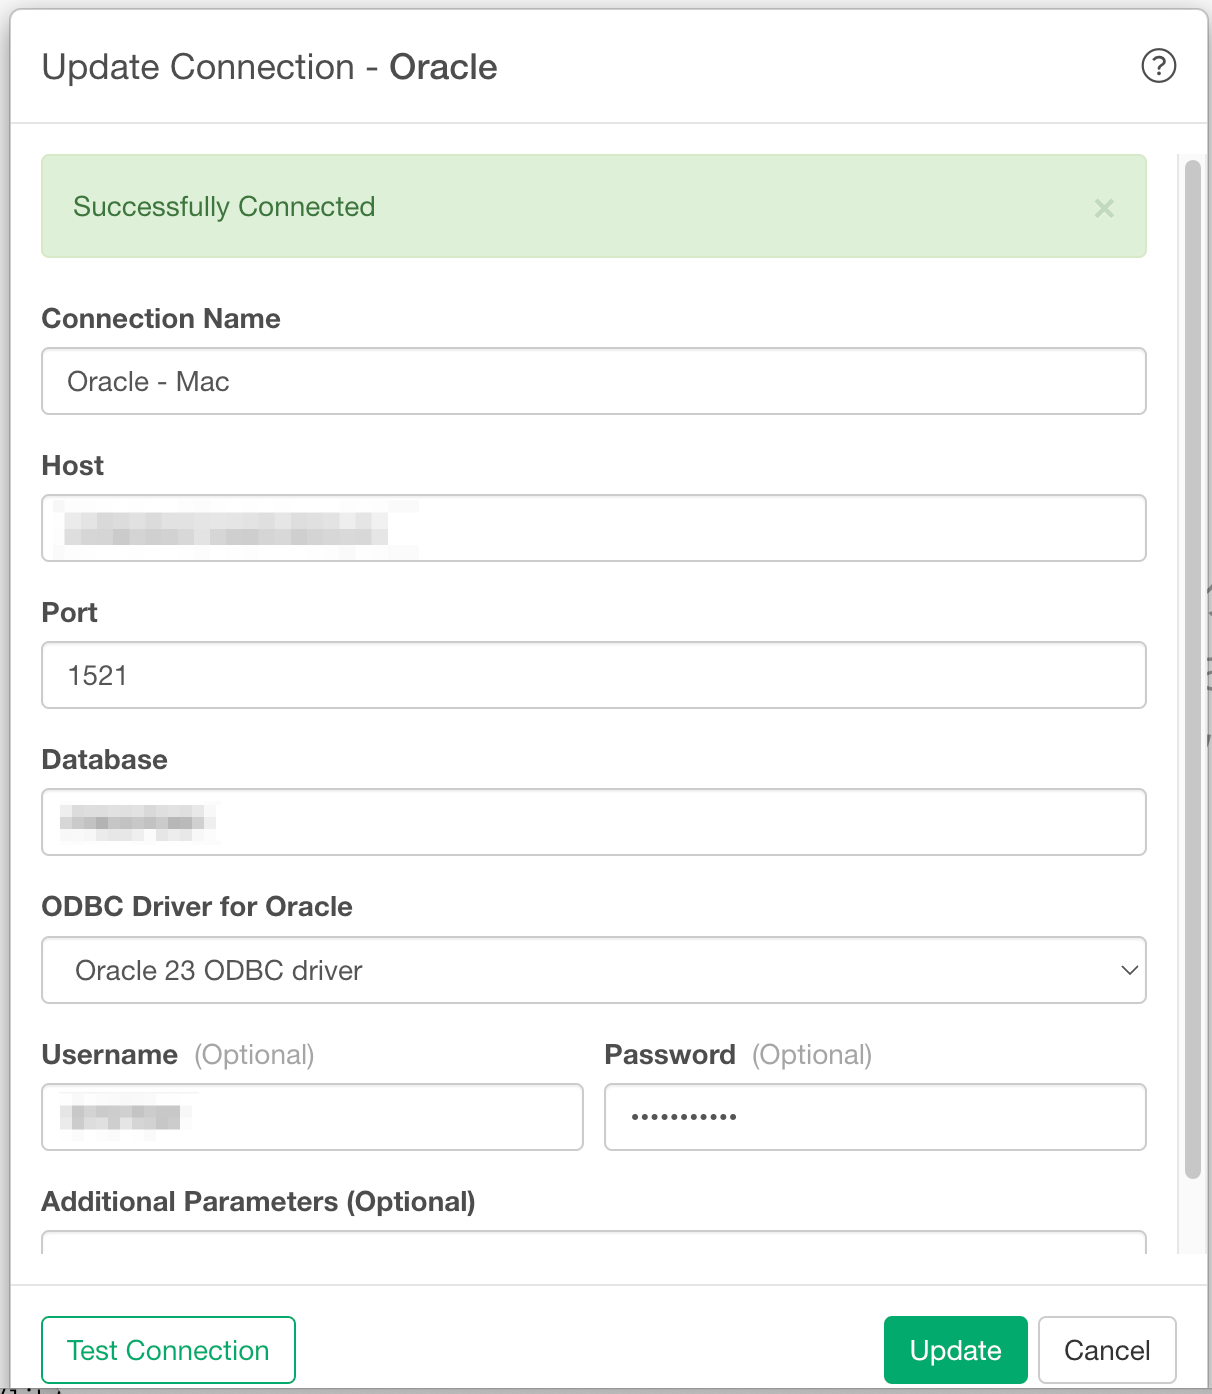 Update Connection - Oracle
?
Successfully Connected
×
Connection Name
Oracle - Mac
Host
Port
1521
Database
ODBC Driver for Oracle
Oracle 23 ODBC driver
Username (Optional) Password (Optional)
•••••••••••
Additional Parameters (Optional)
Test Connection Update Cancel